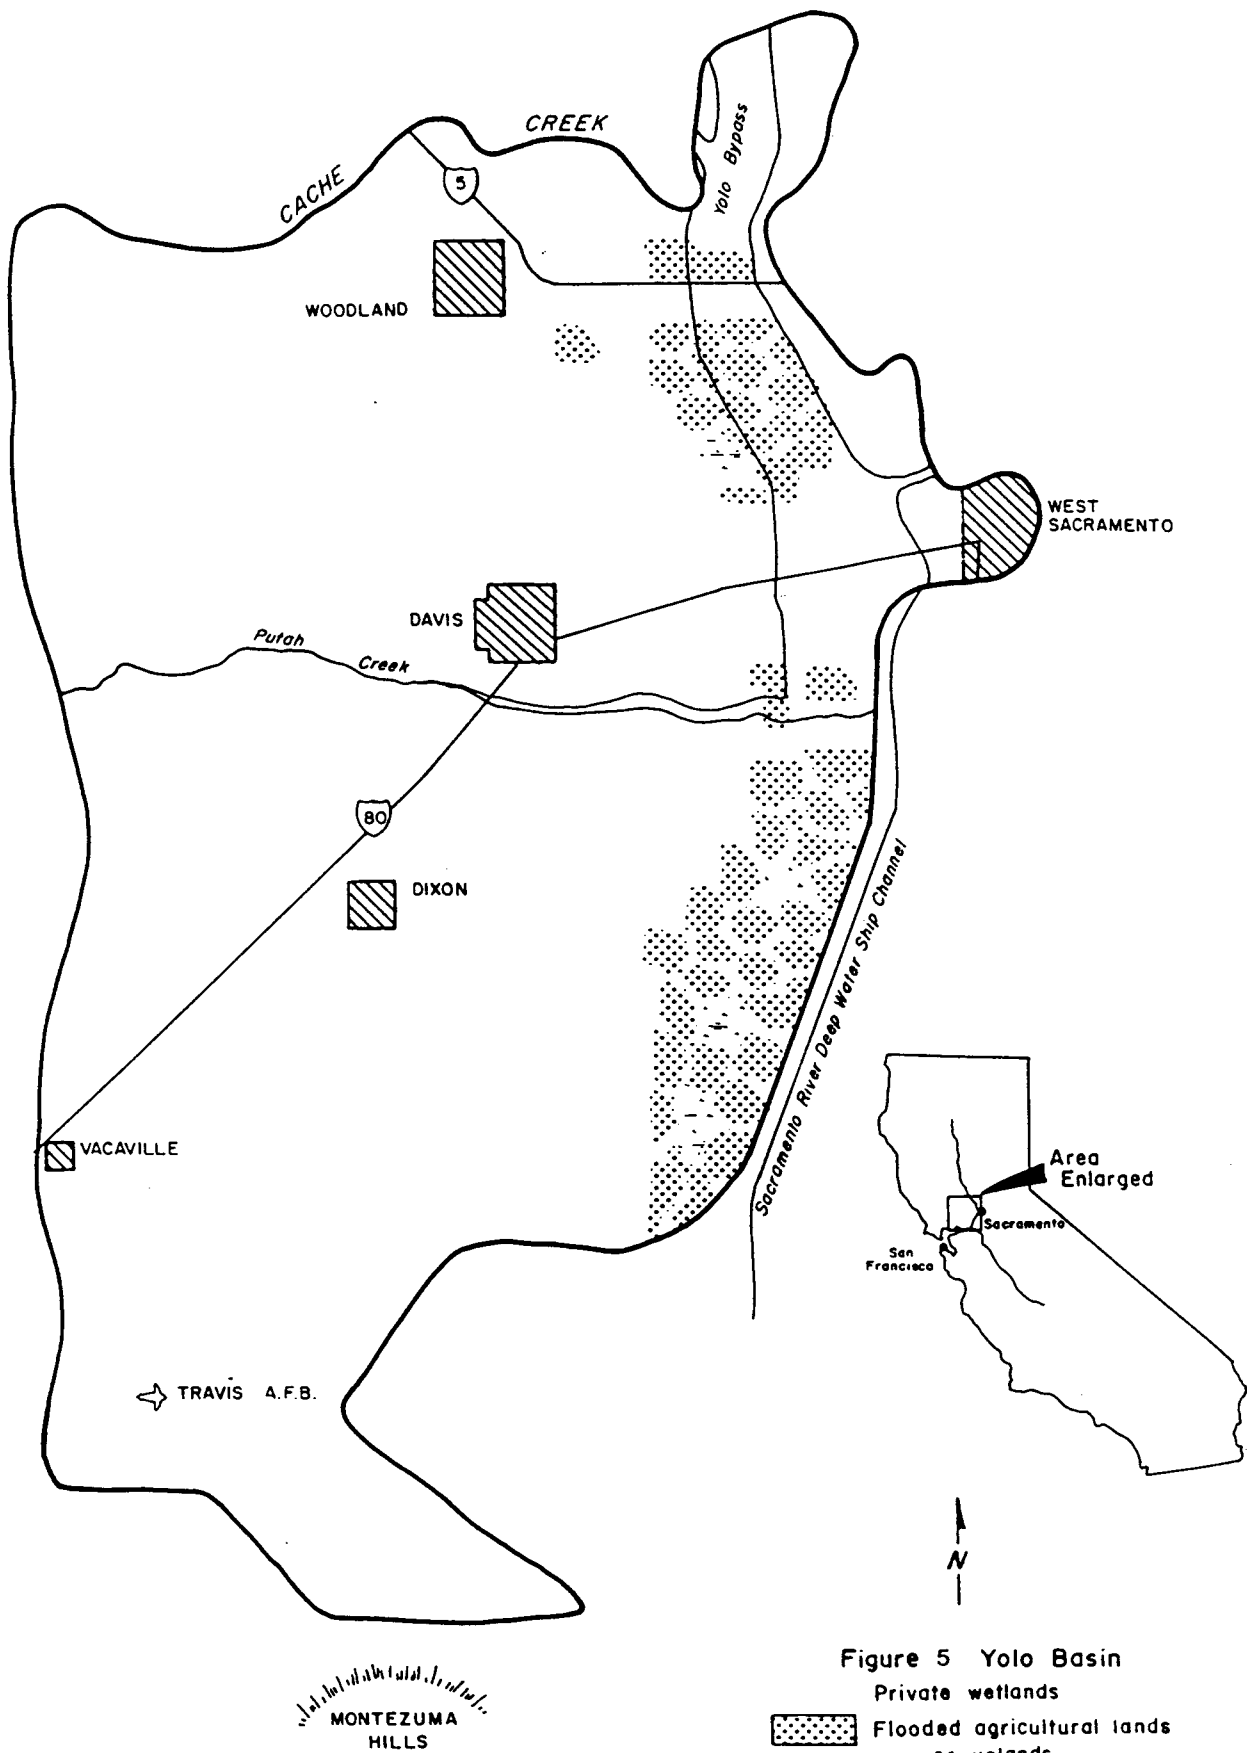 CREEK
CACHE
5
Yolo Bypass
WOODLAND
WEST
SACRAMENTO
DAVIS
Putah
Creek
80
DIXON
Sacramento River Deep Water Ship Channel
VACAVILLE
Area
Enlarged
Sacramento
San
Francisco
TRAVIS A.F.B.
N
Figure 5 Yolo Basin
Private wetlands
MONTEZUMA
HILLS
Flooded agricultural lands